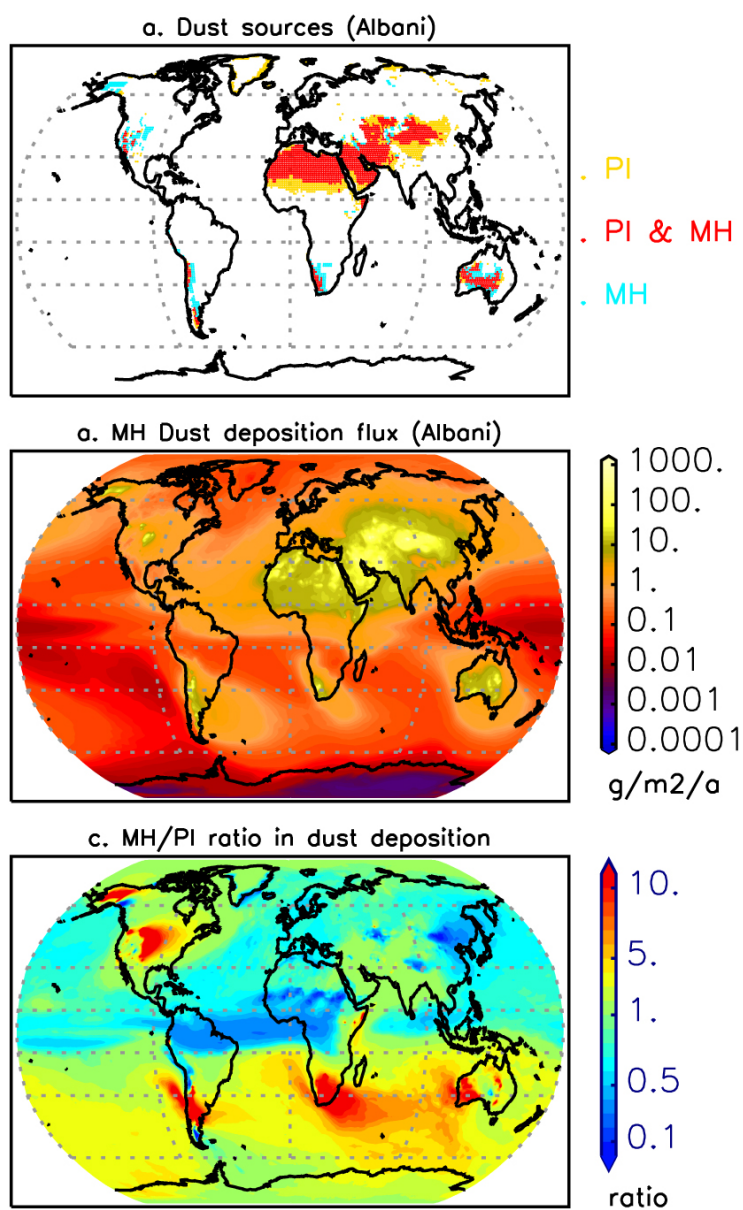 a. Dust sources (Albani)
. PI
. PI & MH
. MH
a. MH Dust deposition flux (Albani)
1000.
100.
10.
1.
0.1
0.01
0.001
0.0001
g/m2/a
c. MH/PI ratio in dust deposition
10.
5.
1.
0.5
0.1
ratio